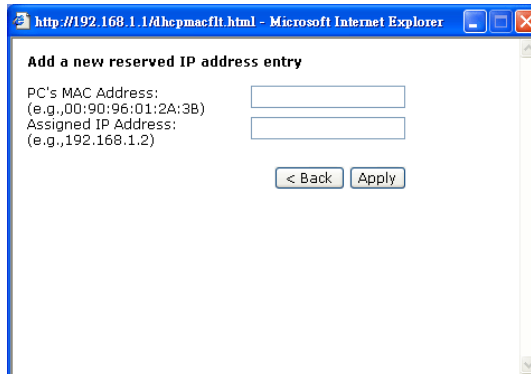 http://192.168.1.1/dhcpmacflt.html - Microsoft Internet Explorer
Add a new reserved IP address entry
PC's MAC Address:
(e.g.,00:90:96:01:2A:3B)
Assigned IP Address:
(e.g.,192.168.1.2)
< Back Apply